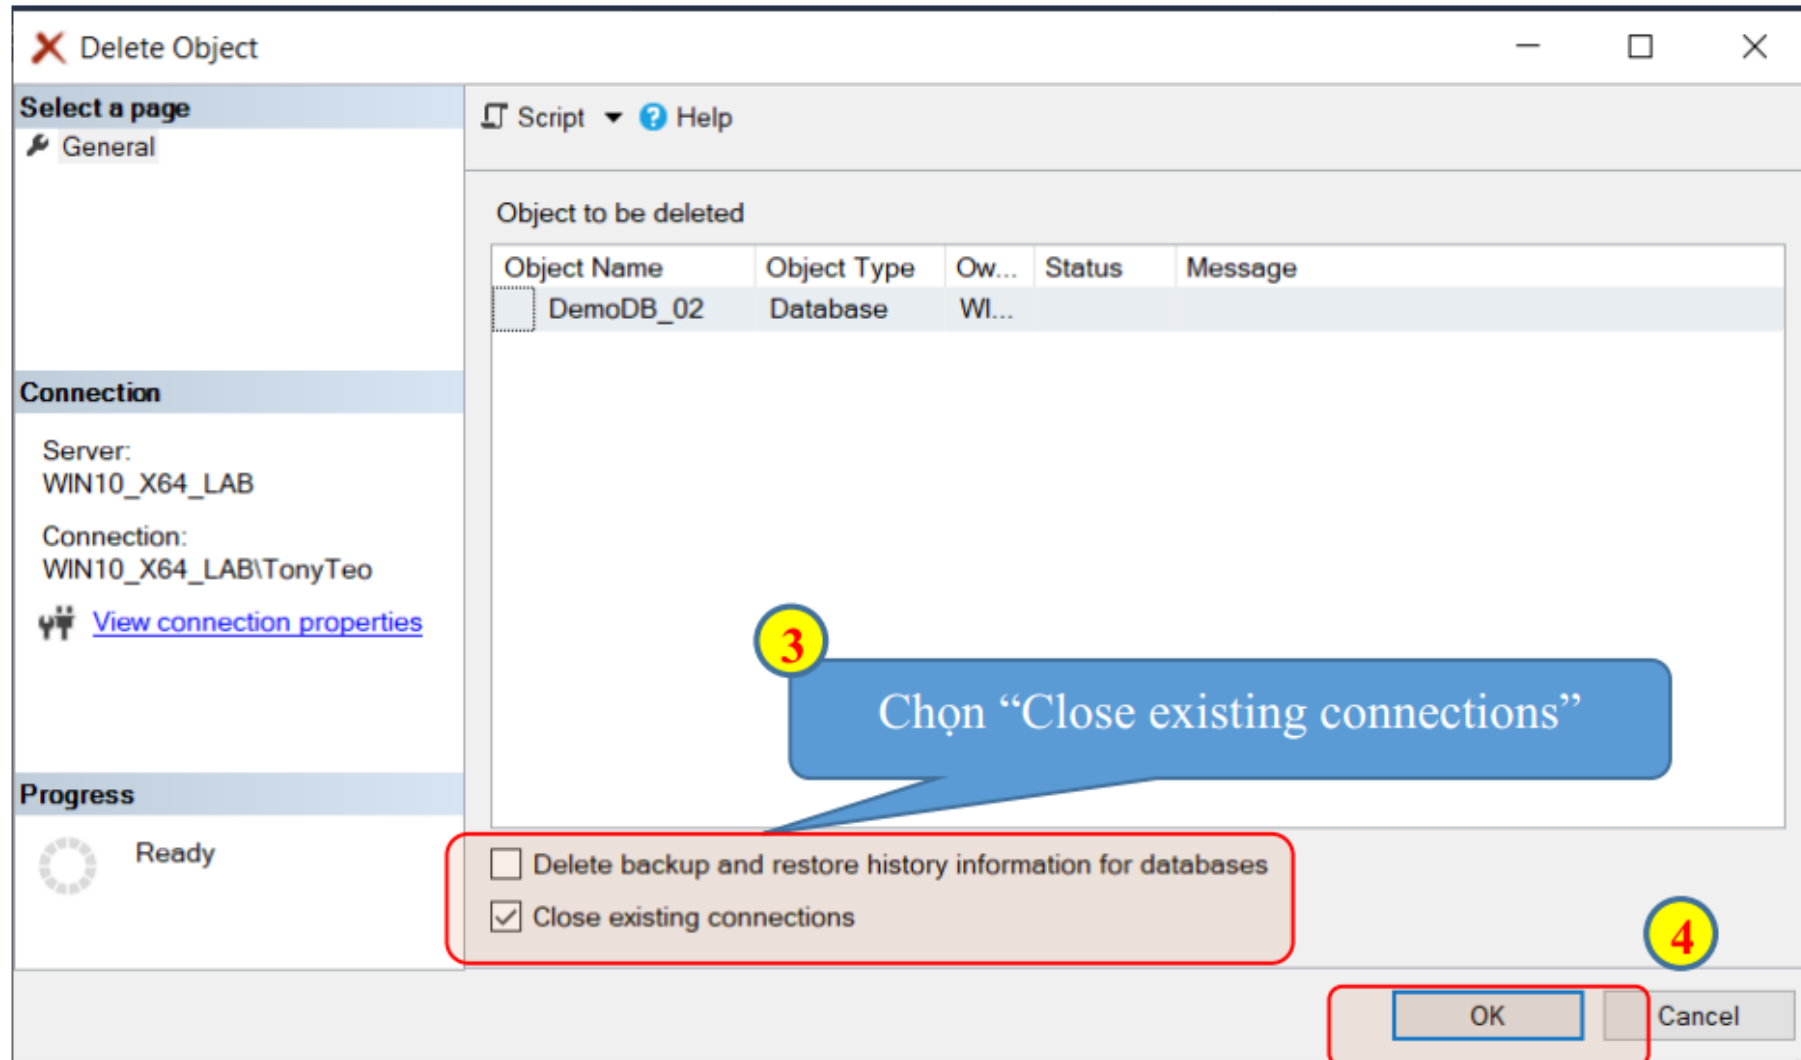 Delete Object
Select a page
General
Script
Help
Object to be deleted
Object Name Object Type Ow... Status Message
DemoDB_02 Database WI...
Connection
Server:
WIN10_X64_LAB
Connection:
WIN10_X64_LAB\TonyTeo
View connection properties
3
Chọn “Close existing connections”
Progress
Ready
Delete backup and restore history information for databases
Close existing connections
4
OK
Cancel